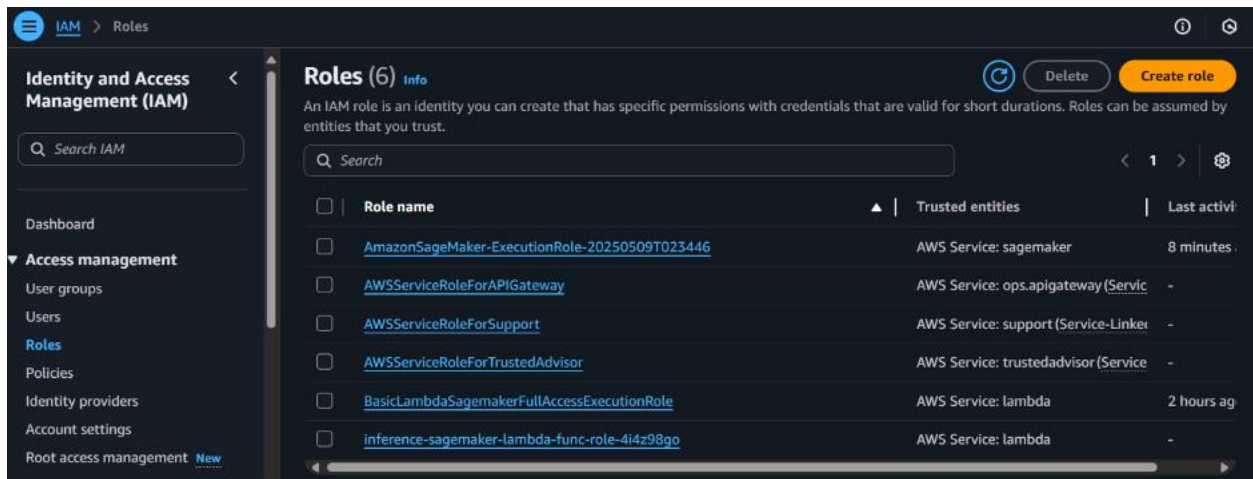 IAM > Roles
Identity and Access Management (IAM)
Search IAM
Dashboard
Access management
User groups
Users
Roles
Policies
Identity providers
Account settings
Root access management New
Roles (6) Info
Delete
Create role
An IAM role is an identity you can create that has specific permissions with credentials that are valid for short durations. Roles can be assumed by
entities that you trust.
Search
1
Role name Trusted entities Last activi
AmazonSageMaker-ExecutionRole-20250509T023446 AWS Service: sagemaker 8 minutes
AWSServiceRoleForAPIGateway AWS Service: ops.apigateway (Servic -
AWSServiceRoleForSupport AWS Service: support (Service-Linke -
AWSServiceRoleForTrustedAdvisor AWS Service: trustedadvisor (Service -
BasicLambdaSagemakerFullAccessExecutionRole AWS Service: lambda 2 hours ag
inference-sagemaker-lambda-func-role-4i4z98go AWS Service: lambda -